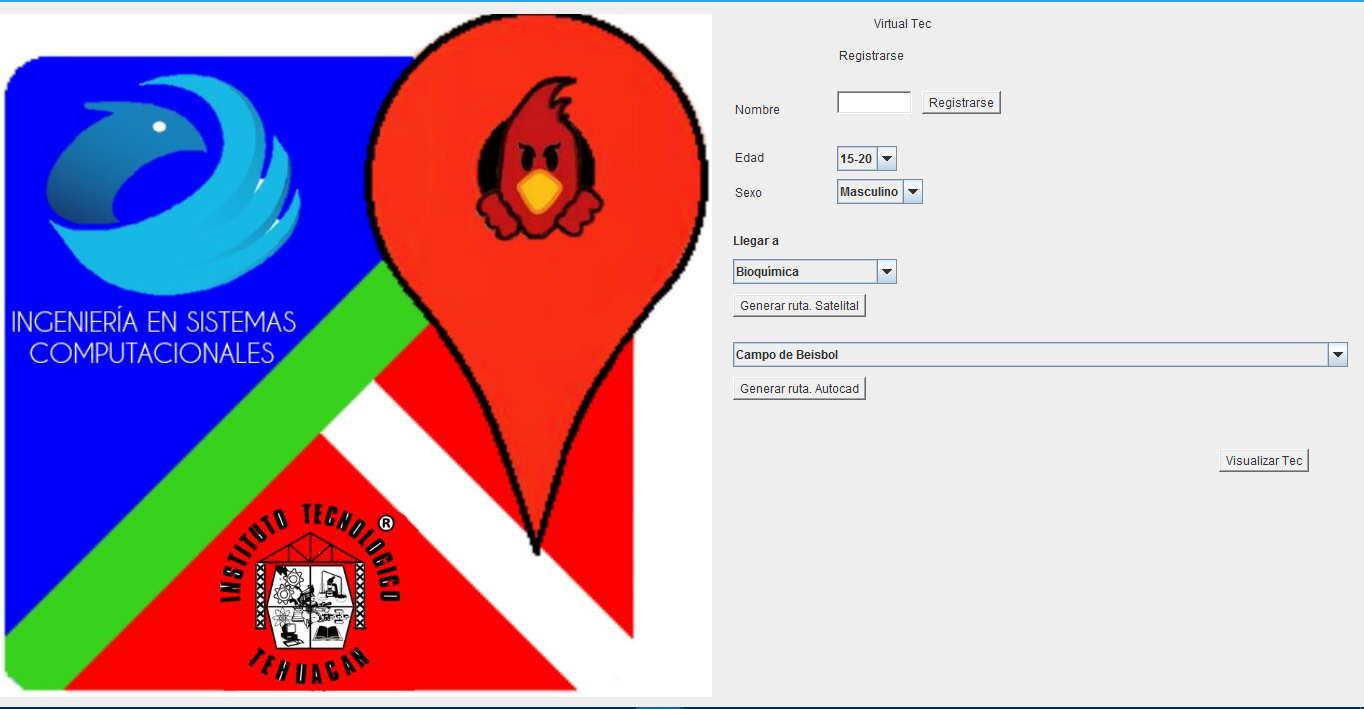 INGENIERÍA EN SISTEMAS
COMPUTACIONALES
INSTITUTO TECNOLOGICO ®
TEHUACAN
Virtual Tec
Registrarse
Nombre
Registrarse
Edad
15-20
Sexo
Masculino
Llegar a
Bioquímica
Generar ruta. Satelital
Campo de Beisbol
Generar ruta. Autocad
Visualizar Tec